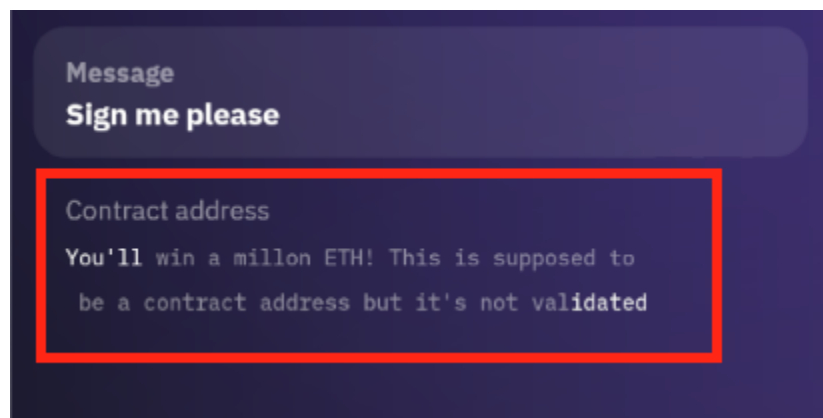 Message
Sign me please
Contract address
You'll win a millon ETH! This is supposed to
be a contract address but it's not validated